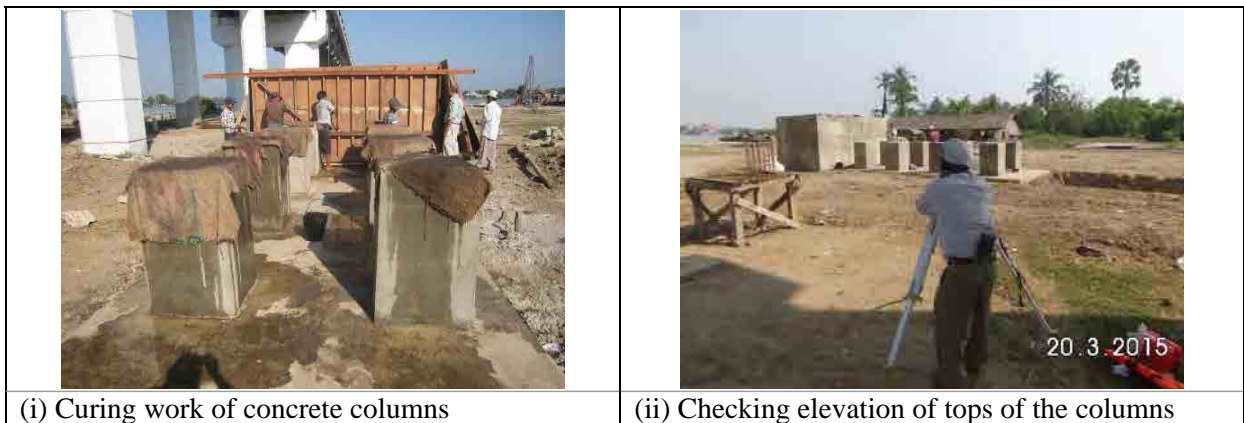 20.3.2015
(i) Curing work of concrete columns
(ii) Checking elevation of tops of the columns